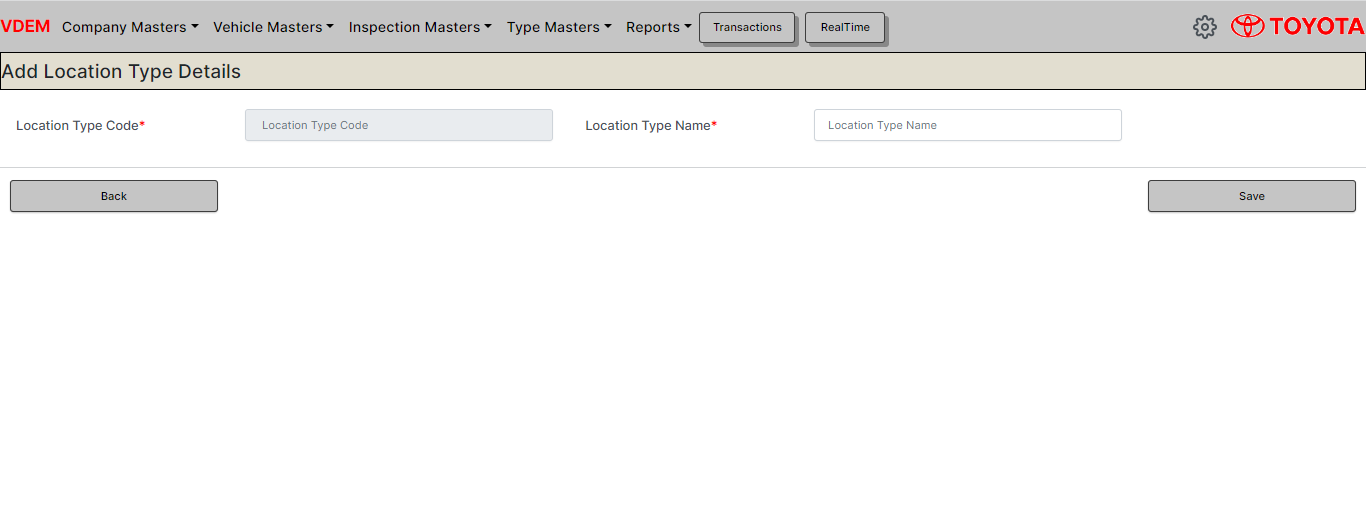 VDEM Company Masters Vehicle Masters Inspection Masters Type Masters Reports Transactions RealTime TOYOTA
Add Location Type Details
Location Type Code* Location Type Code Location Type Name* Location Type Name
Back Save